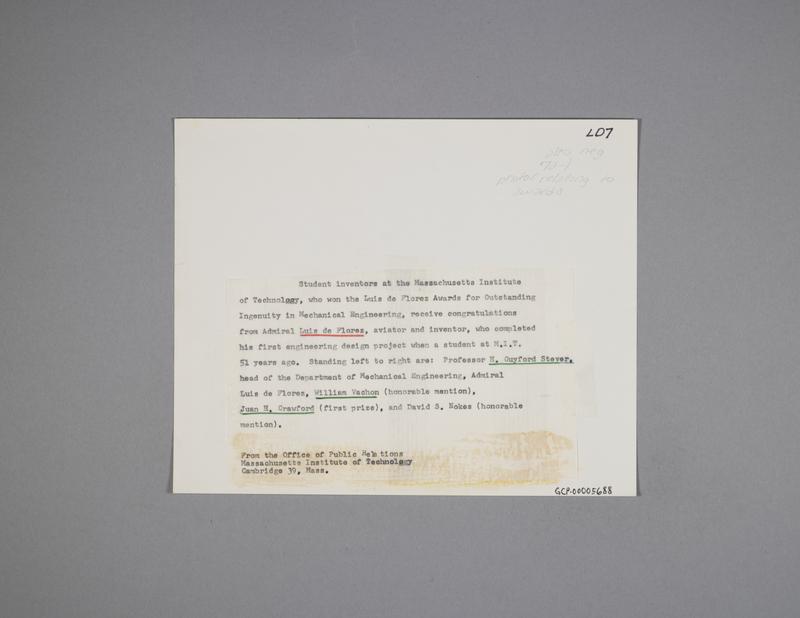 LD7
neg
photos relating to
awards
Student inventors at the Massachusetts Institute
of Technology, who won the Luis de Florez Awards for Outstanding
Ingenuity in Mechanical Engineering, receive congratulations
from Admiral Luis de Florez, aviator and inventor, who completed
his first engineering design project when a student at M.I.T.
51 years ago. Standing left to right are: Professor H. Guyford Stever,
head of the Department of Mechanical Engineering, Admiral
Luis de Florez, William Vachon (honorable mention),
Juan H. Crawford (first prize), and David S. Nokes (honorable
mention).
From the Office of Public Relations
Massachusetts Institute of Technology
Cambridge 39, Mass.
GCP-00005688